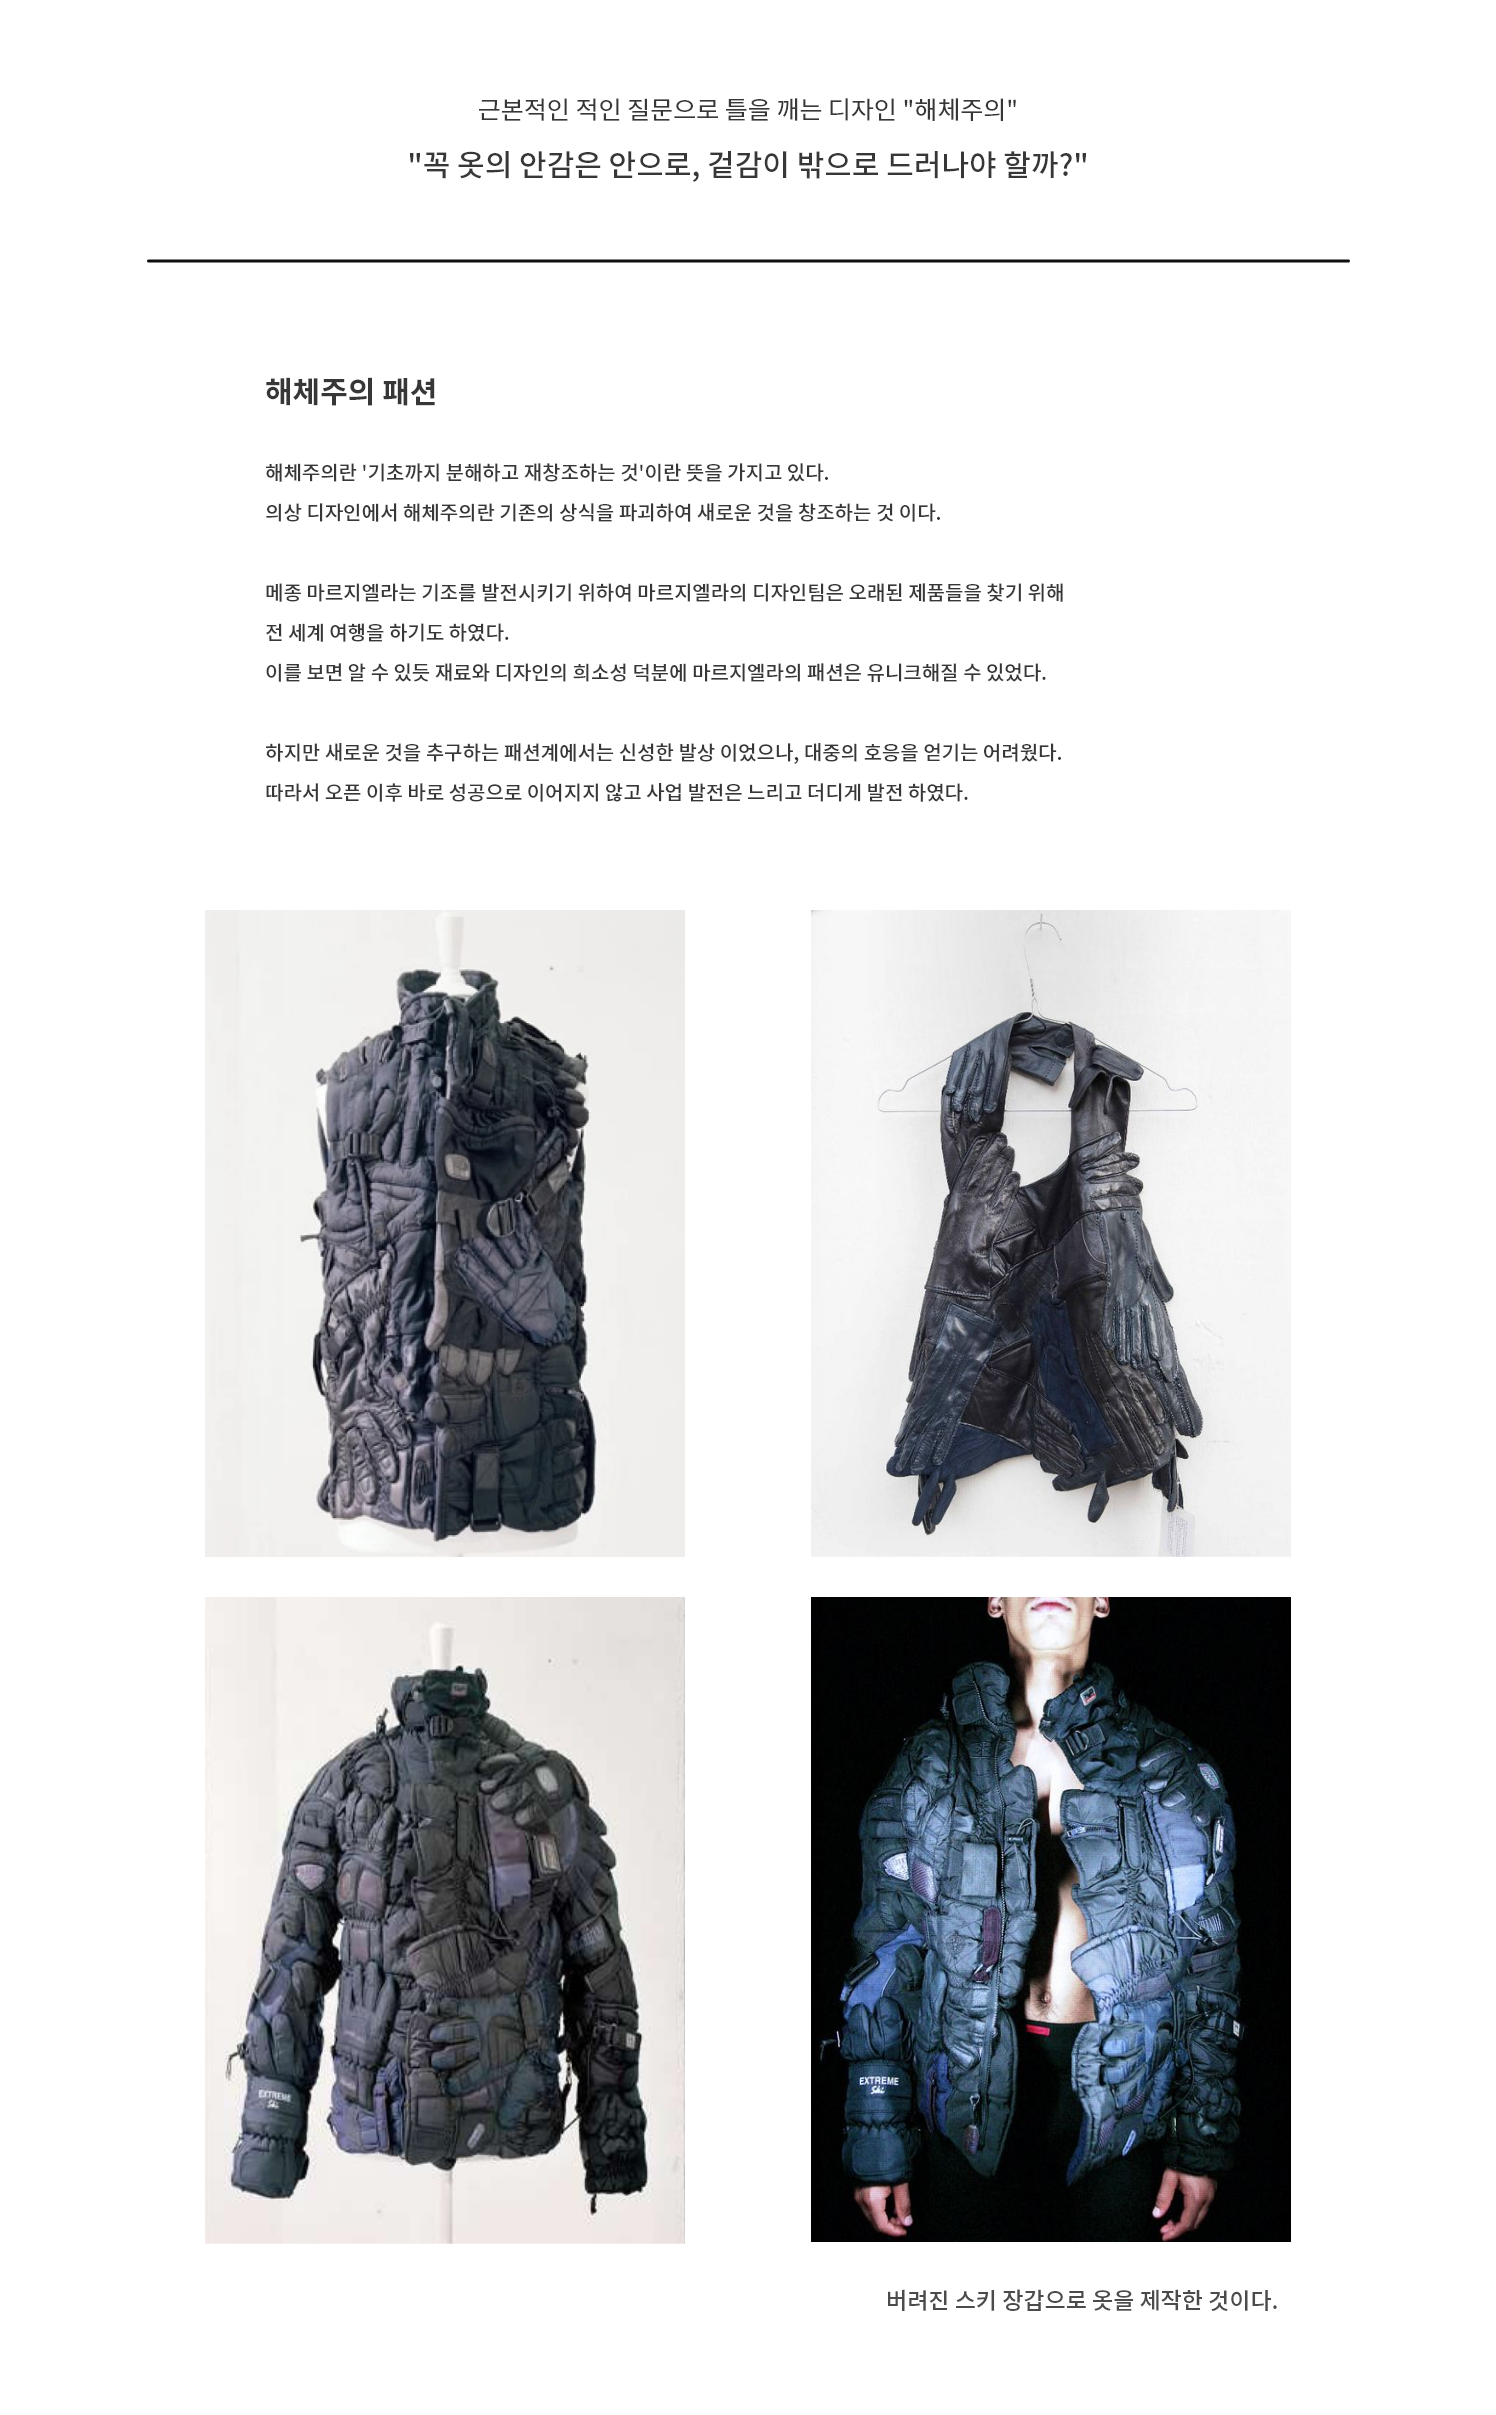 근본적인 적인 질문으로 틀을 깨는 디자인 "해체주의"
"꼭 옷의 안감은 안으로, 겉감이 밖으로 드러나야 할까?"
해체주의 패션
해체주의란 '기초까지 분해하고 재창조하는 것'이란 뜻을 가지고 있다.
의상 디자인에서 해체주의란 기존의 상식을 파괴하여 새로운 것을 창조하는 것 이다.
메종 마르지엘라는 기조를 발전시키기 위하여 마르지엘라의 디자인팀은 오래된 제품들을 찾기 위해
전 세계 여행을 하기도 하였다.
이를 보면 알 수 있듯 재료와 디자인의 희소성 덕분에 마르지엘라의 패션은 유니크해질 수 있었다.
하지만 새로운 것을 추구하는 패션계에서는 신성한 발상 이었으나, 대중의 호응을 얻기는 어려웠다.
따라서 오픈 이후 바로 성공으로 이어지지 않고 사업 발전은 느리고 더디게 발전 하였다.
EXTREME
Ski
EXTREME
Ski
버려진 스키 장갑으로 옷을 제작한 것이다.